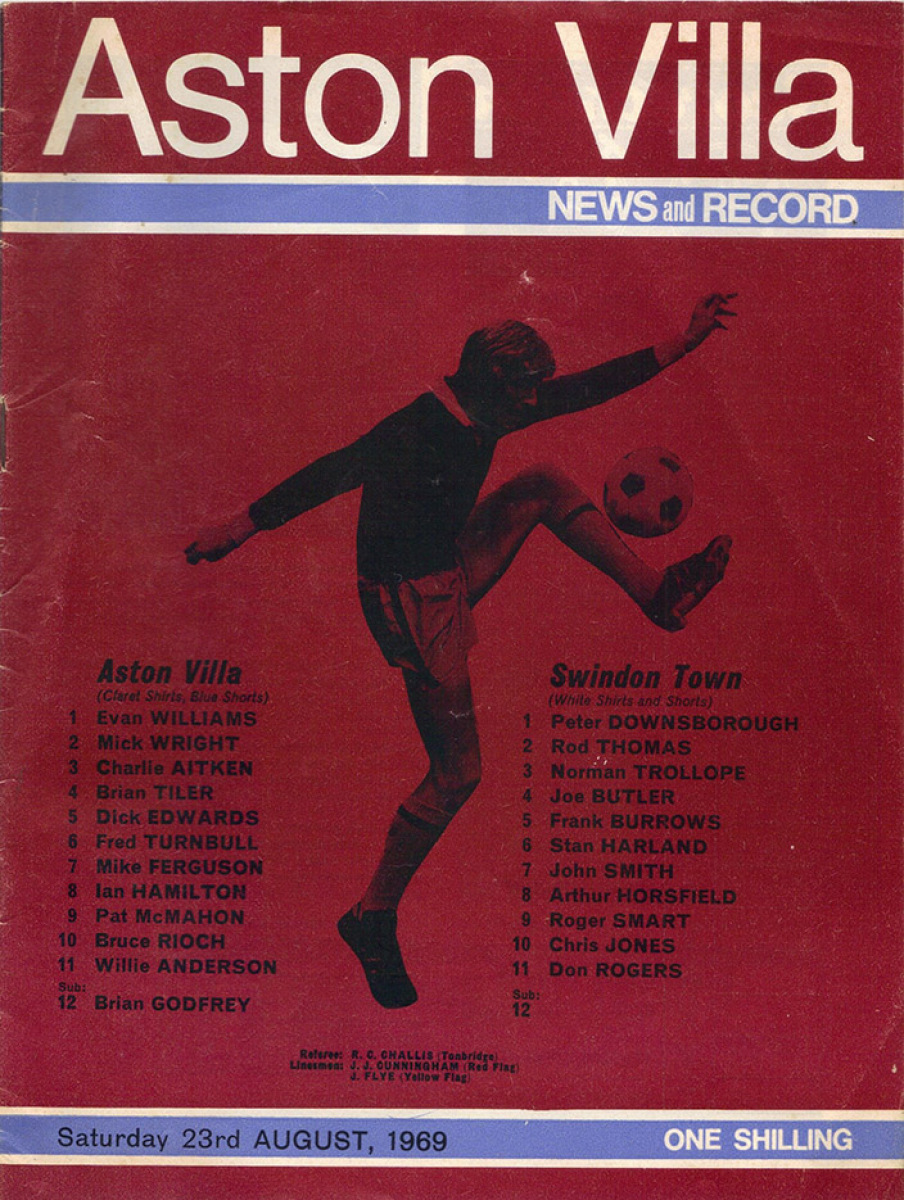 Aston Villa
NEWS and RECORD
Aston Villa
(Claret Shirts, Blue Shorts)
1 Evan WILLIAMS
2 Mick WRIGHT
3 Charlie AITKEN
4 Brian TILER
5 Dick EDWARDS
6 Fred TURNBULL
7 Mike FERGUSON
8 Ian HAMILTON
9 Pat McMAHON
10 Bruce RIOCH
11 Willie ANDERSON
Sub:
12 Brian GODFREY
Swindon Town
(White Shirts and Shorts)
1 Peter DOWNSBOROUGH
2 Rod THOMAS
3 Norman TROLLOPE
4 Joe BUTLER
5 Frank BURROWS
6 Stan HARLAND
7 John SMITH
8 Arthur HORSFIELD
9 Roger SMART
10 Chris JONES
11 Don ROGERS
Sub:
12
Referee: R. C. CHALLIS (Tonbridge)
Linesmen: J. J. CUNNINGHAM (Red Flag)
J. FLYE (Yellow Flag)
Saturday 23rd AUGUST, 1969
ONE SHILLING